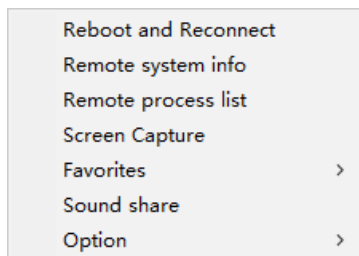 Reboot and Reconnect
Remote system info
Remote process list
Screen Capture
Favorites
Sound share
Option